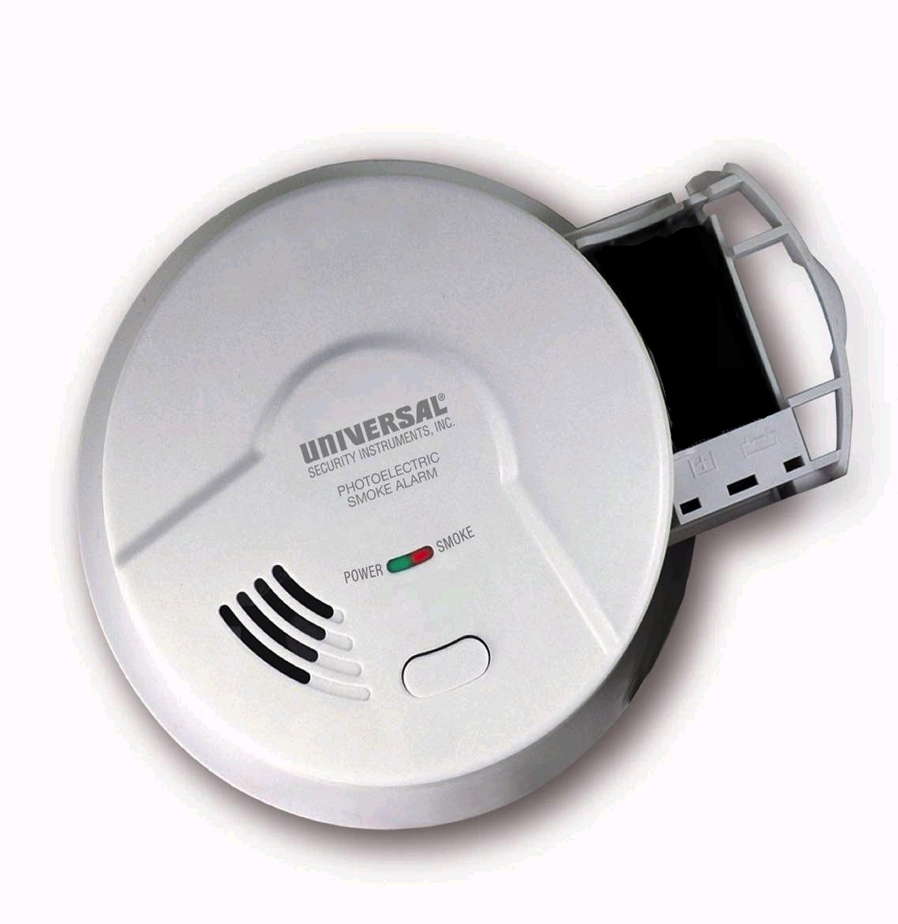 UNIVERSAL®
SECURITY INSTRUMENTS, INC.
PHOTOELECTRIC
SMOKE ALARM
POWER SMOKE